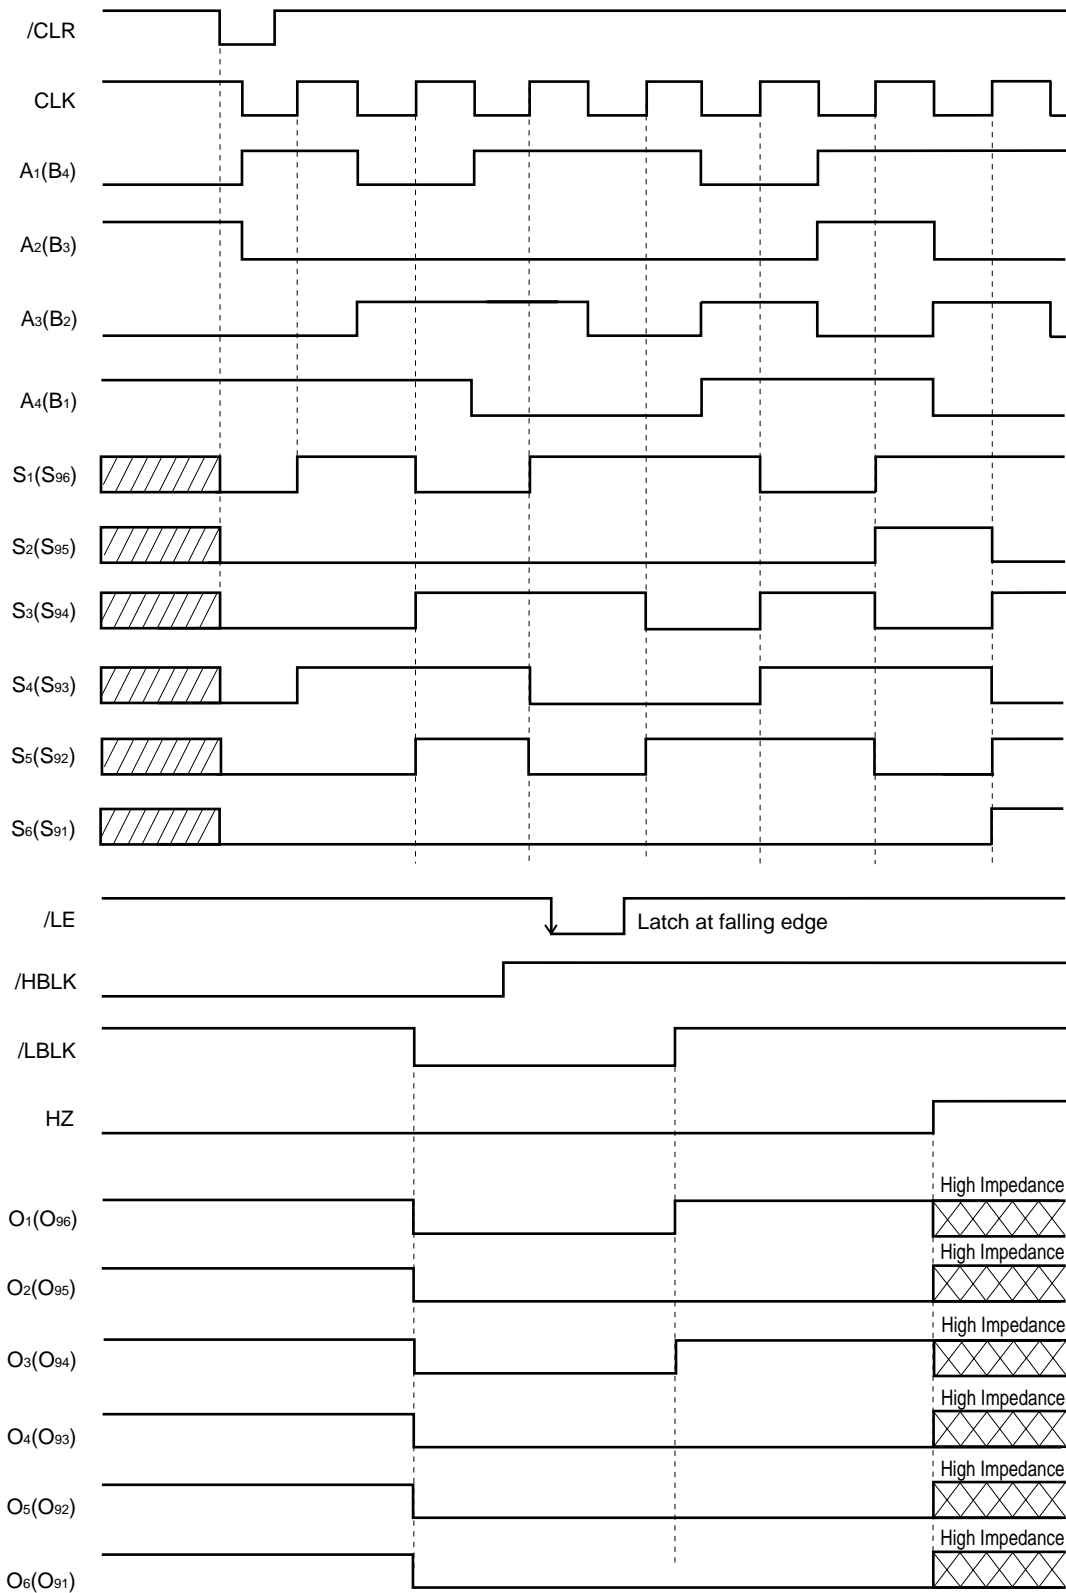 /CLR
CLK
A1(B4)
A2(B3)
A3(B2)
A4(B1)
S1(S96)
S2(S95)
S3(S94)
S4(S93)
S5(S92)
S6(S91)
/LE
Latch at falling edge
/HBLK
/LBLK
HZ
High Impedance
O1(O96)
High Impedance
O2(O95)
High Impedance
O3(O94)
High Impedance
O4(O93)
High Impedance
O5(O92)
High Impedance
O6(O91)